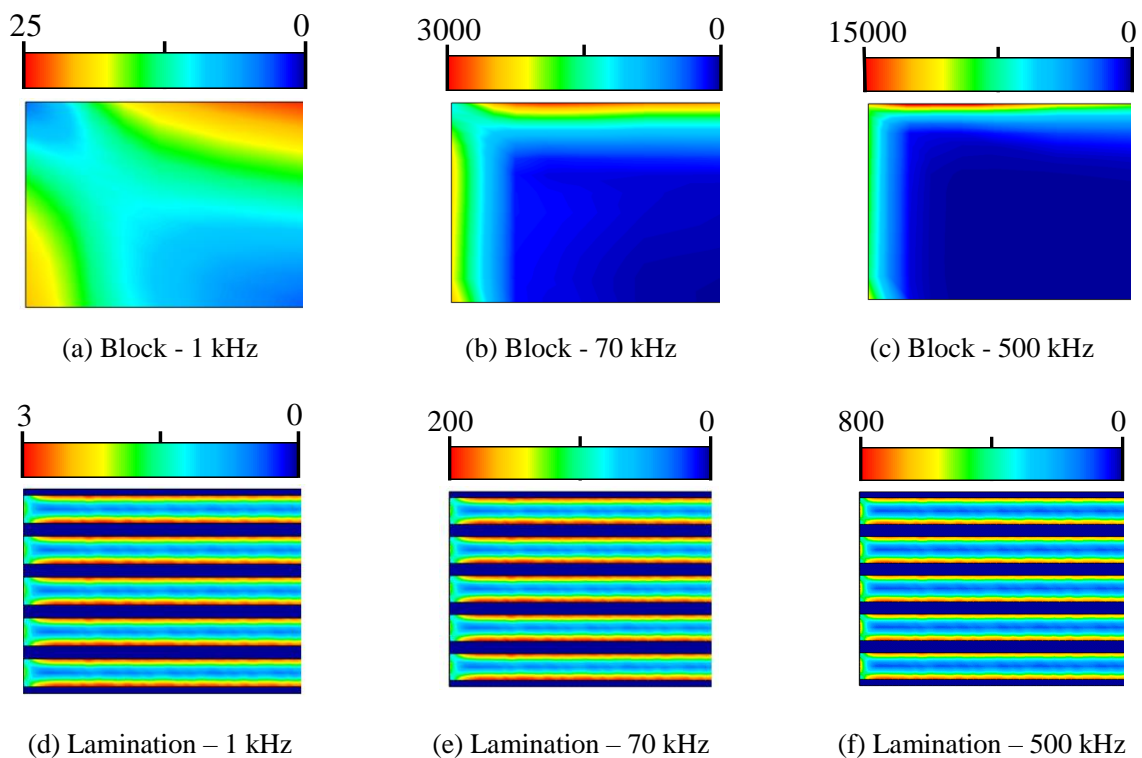 25 0 3000 0 15000 0
(a) Block - 1 kHz (b) Block - 70 kHz (c) Block - 500 kHz
3 0 200 0 800 0
(d) Lamination – 1 kHz (e) Lamination – 70 kHz (f) Lamination – 500 kHz